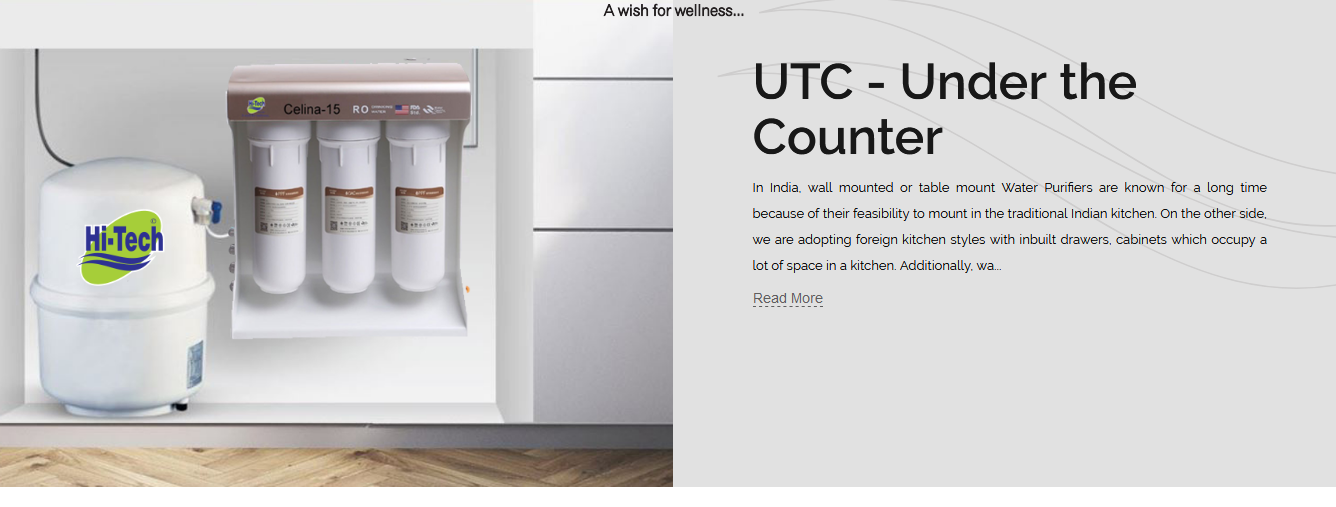 A wish for wellness...
UTC - Under the
Counter
In India, wall mounted or table mount Water Purifiers are known for a long time
because of their feasibility to mount in the traditional Indian kitchen. On the other side,
we are adopting foreign kitchen styles with inbuilt drawers, cabinets which occupy a
lot of space in a kitchen. Additionally, wa...
Read More
Hi-Tech Celina-15 RO
Hi-Tech